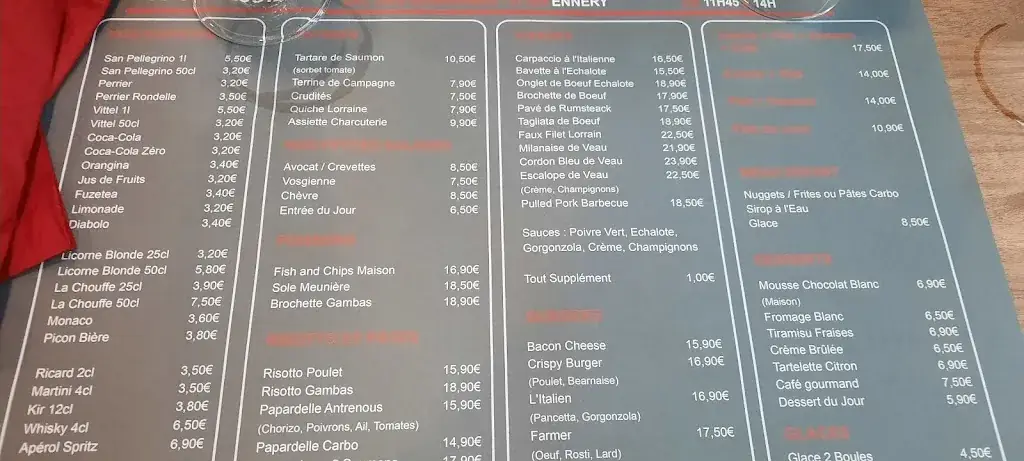 ENNERY
11H45
14H
San Pellegrino 1l 5,50€
San Pellegrino 50cl 3,20€
Perrier 3,20€
Perrier Rondelle 3,50€
Vittel 1l 5,50€
Vittel 50cl 3,20€
Coca-Cola 3,20€
Coca-Cola Zéro 3,20€
Orangina 3,40€
Jus de Fruits 3,20€
Fuzetea 3,40€
Limonade 3,20€
Diabolo 3,40€
Licorne Blonde 25cl 3,20€
Licorne Blonde 50cl 5,80€
La Chouffe 25cl 3,90€
La Chouffe 50cl 7,50€
Monaco 3,60€
Picon Bière 3,80€
Ricard 2cl 3,50€
Martini 4cl 3,50€
Kir 12cl 3,80€
Whisky 4cl 6,50€
Apérol Spritz 6,90€
Tartare de Saumon 10,50€
(sorbet tomate)
Terrine de Campagne 7,90€
Crudités 7,50€
Quiche Lorraine 7,90€
Assiette Charcuterie 9,90€
Avocat / Crevettes 8,50€
Vosgienne 7,50€
Chèvre 8,50€
Entrée du Jour 6,50€
Fish and Chips Maison 16,90€
Sole Meunière 18,50€
Brochette Gambas 18,90€
Risotto Poulet 15,90€
Risotto Gambas 18,90€
Papardelle Antrenous 15,90€
(Chorizo, Poivrons, Ail, Tomates)
Papardelle Carbo 14,90€
17,90€
Carpaccio à l'Italienne 16,50€
Bavette à l'Echalote 15,50€
Onglet de Boeuf Echalote 18,90€
Brochette de Boeuf 17,90€
Pavé de Rumsteack 17,50€
Tagliata de Boeuf 18,90€
Faux Filet Lorrain 22,50€
Milanaise de Veau 21,90€
Cordon Bleu de Veau 23,90€
Escalope de Veau 22,50€
(Crème, Champignons)
Pulled Pork Barbecue 18,50€
Sauces : Poivre Vert, Echalote,
Gorgonzola, Crème, Champignons
Tout Supplément 1,00€
BURGERS
Bacon Cheese 15,90€
Crispy Burger 16,90€
(Poulet, Bearnaise)
L'Italien 16,90€
(Pancetta, Gorgonzola)
Farmer 17,50€
(Oeuf, Rosti, Lard)
17,50€
14,00€
14,00€
10,90€
Nuggets / Frites ou Pâtes Carbo
Sirop à l'Eau
Glace 8,50€
DESSERTS
Mousse Chocolat Blanc 6,90€
(Maison)
Fromage Blanc 6,50€
Tiramisu Fraises 6,90€
Crème Brûlée 6,50€
Tartelette Citron 6,90€
Café gourmand 7,50€
Dessert du Jour 5,90€
GLACES
Glace 2 Boules 4,50€